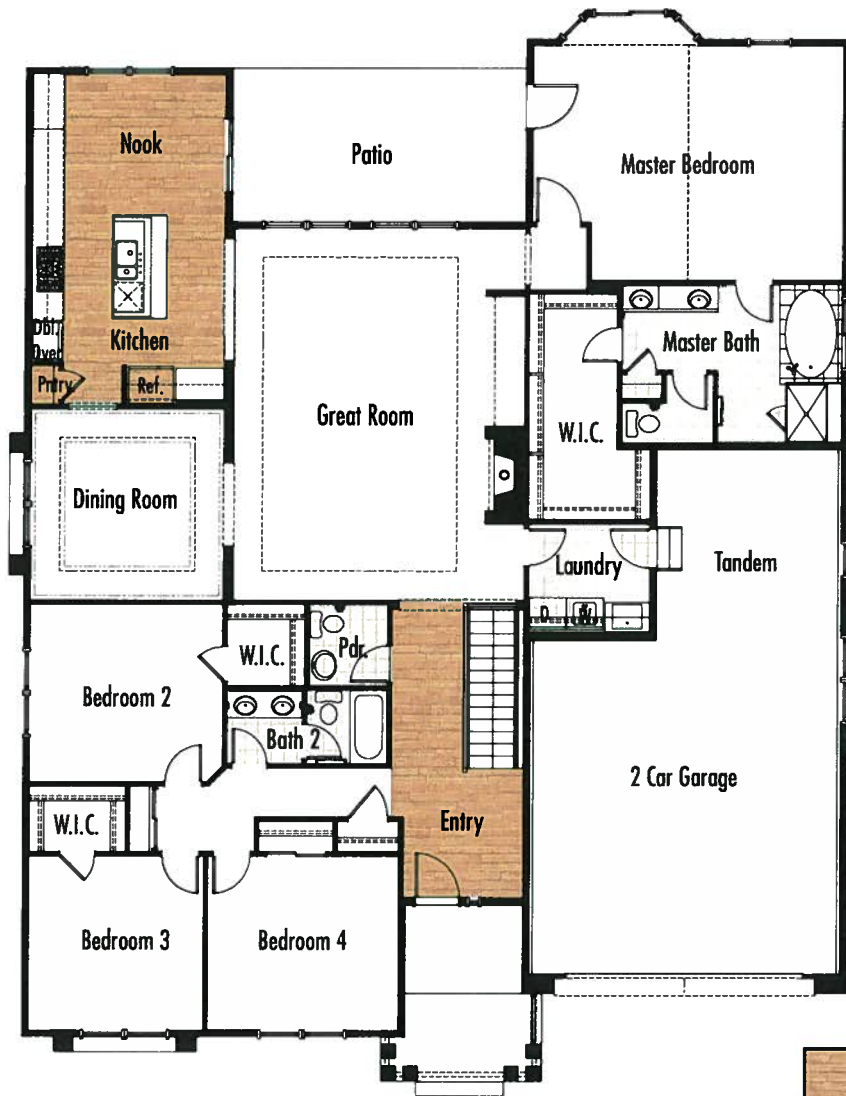 Nook
Patio
Master Bedroom
Dbl.
Oven
Kitchen
Master Bath
Pntry
Ref.
Great Room
W.I.C.
Dining Room
Laundry
Tandem
D.
W
Pdr.
W.I.C.
Bedroom 2
Bath 2
2 Car Garage
W.I.C.
Entry
Bedroom 3
Bedroom 4